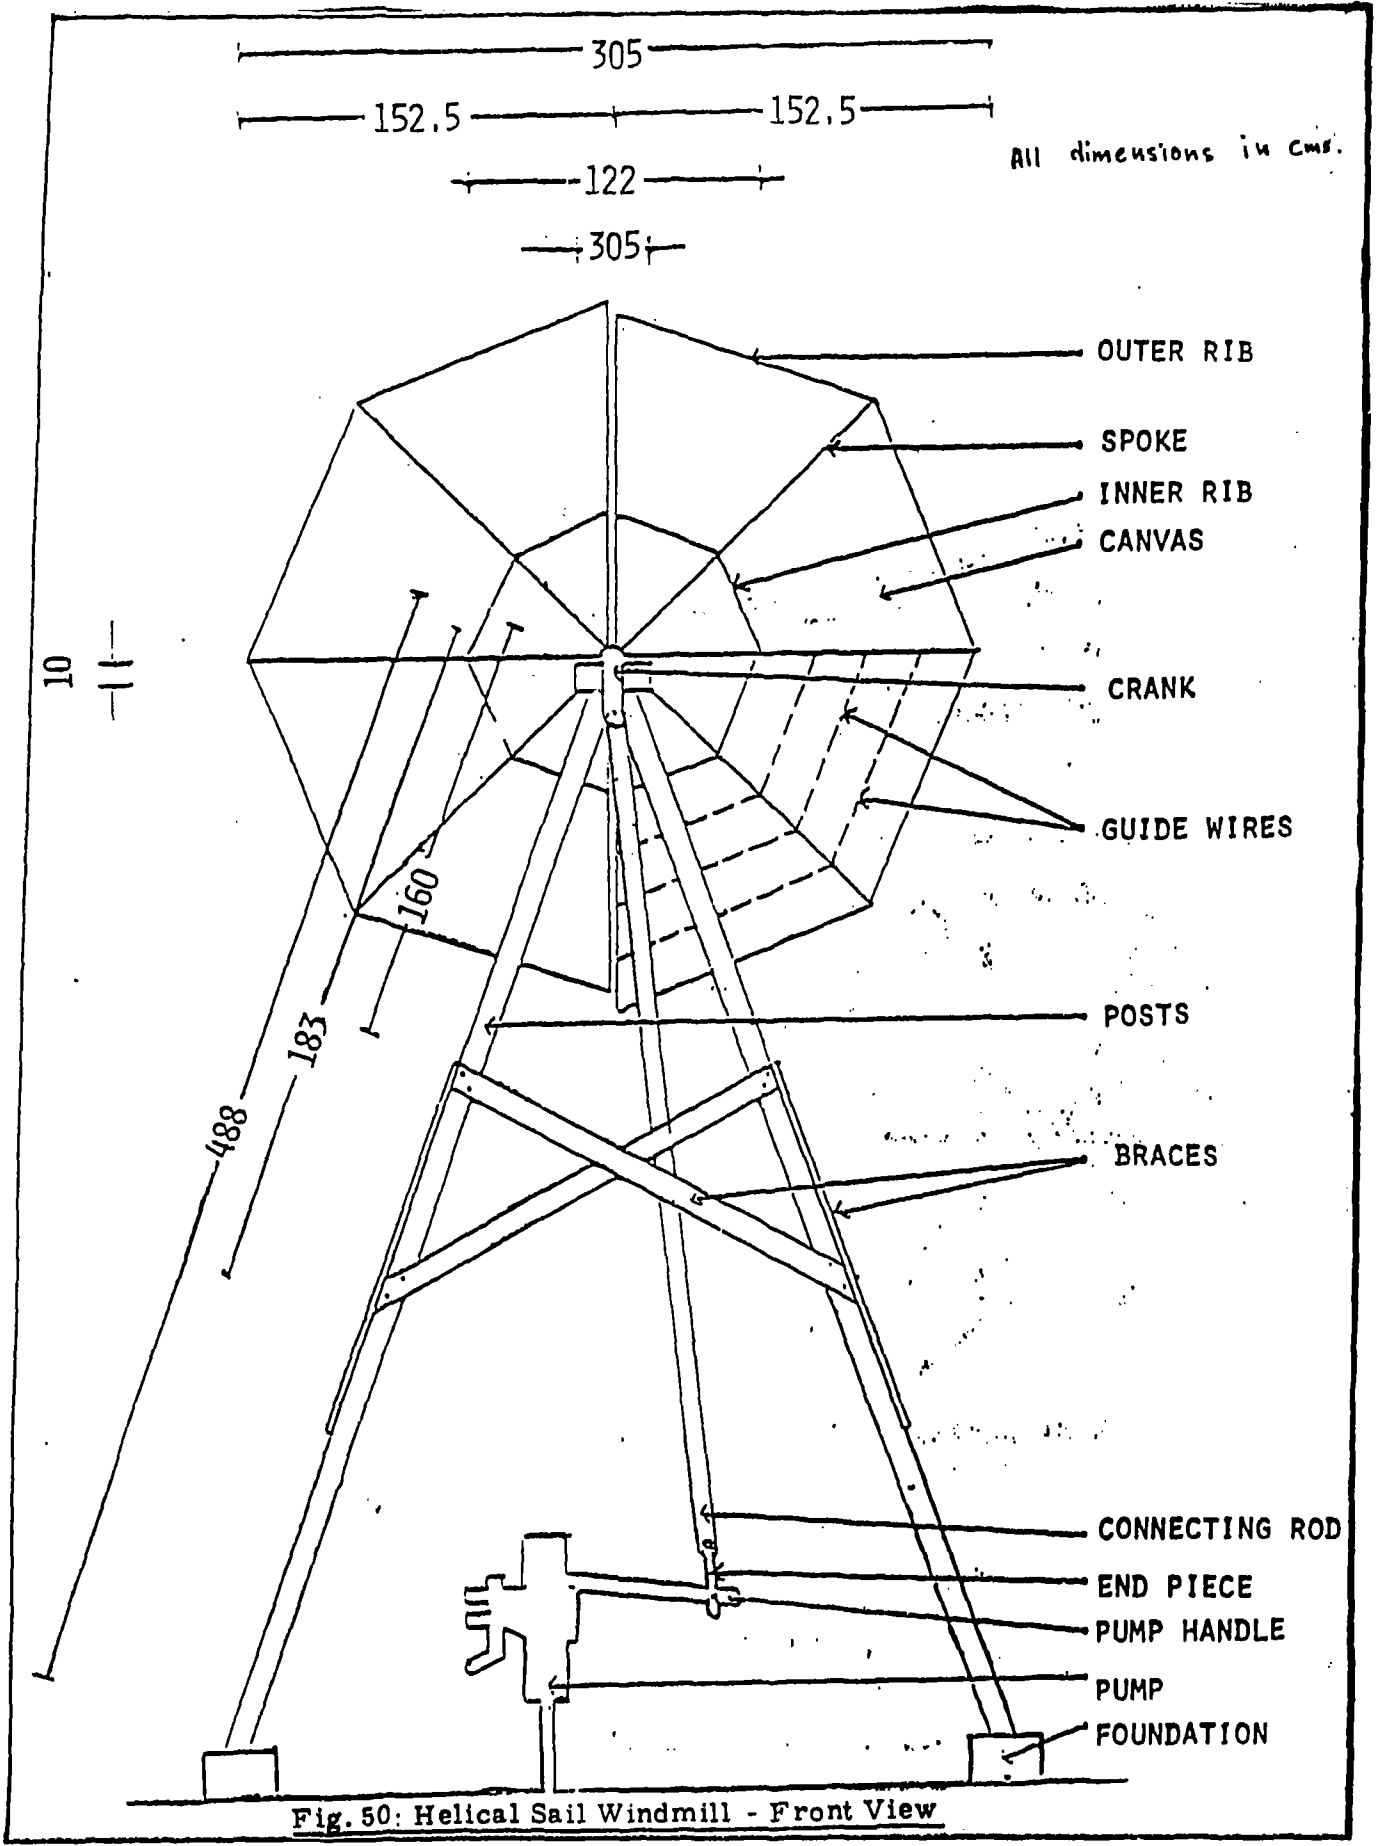 305
152.5 152.5
All dimensions in cms.
122
305
OUTER RIB
SPOKE
INNER RIB
CANVAS
10
CRANK
GUIDE WIRES
160
183
POSTS
488
BRACES
CONNECTING ROD
END PIECE
PUMP HANDLE
PUMP
FOUNDATION
Fig. 50: Helical Sail Windmill - Front View